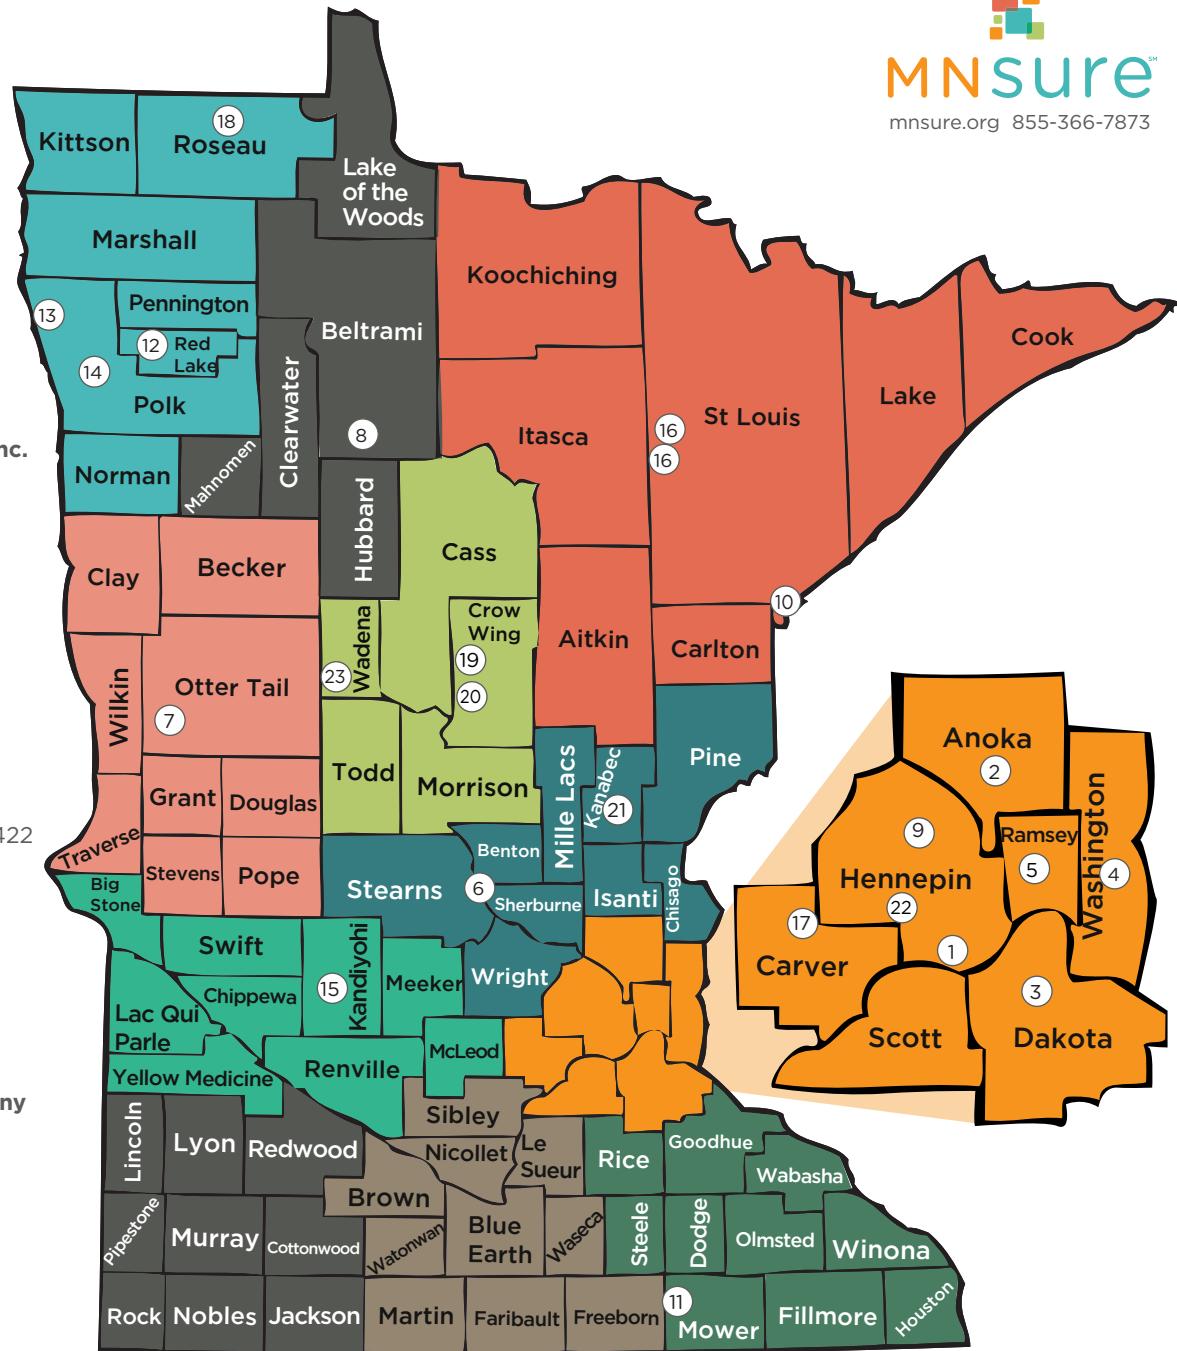 MNsure℠
mnsure.org 855-366-7873
18
Kittson
Roseau
Lake
of the
Woods
Marshall
Koochiching
Pennington
13
Beltrami
Cook
12
Red
Lake
14
Clearwater
Lake
Polk
St Louis
16
8
Itasca
nc.
16
Norman
Mahnomen
Hubbard
Cass
Clay
Becker
10
Wadena
Crow
Wing
Aitkin
Carlton
19
23
Otter Tail
20
Wilkin
7
Anoka
Pine
2
Todd
Mille Lacs
Kanabec
Morrison
Grant
Douglas
21
Washington
422
9
Ramsey
Traverse
Benton
5
Stevens
Pope
4
Hennepin
Big
Stone
Stearns
6
Sherburne
Isanti
Chisago
22
17
Swift
Kandiyohi
1
Carver
Wright
Meeker
15
Chippewa
3
Lac Qui
Parle
Scott
Dakota
McLeod
Renville
Yellow Medicine
ny
Sibley
Lincoln
Lyon
Redwood
Goodhue
Nicollet
Le
Sueur
Rice
Wabasha
Brown
Pipestone
Murray
Cottonwood
Watonwan
Blue
Earth
Waseca
Steele
Dodge
Olmsted
Winona
11
Rock
Nobles
Jackson
Martin
Faribault
Freeborn
Mower
Fillmore
Houston